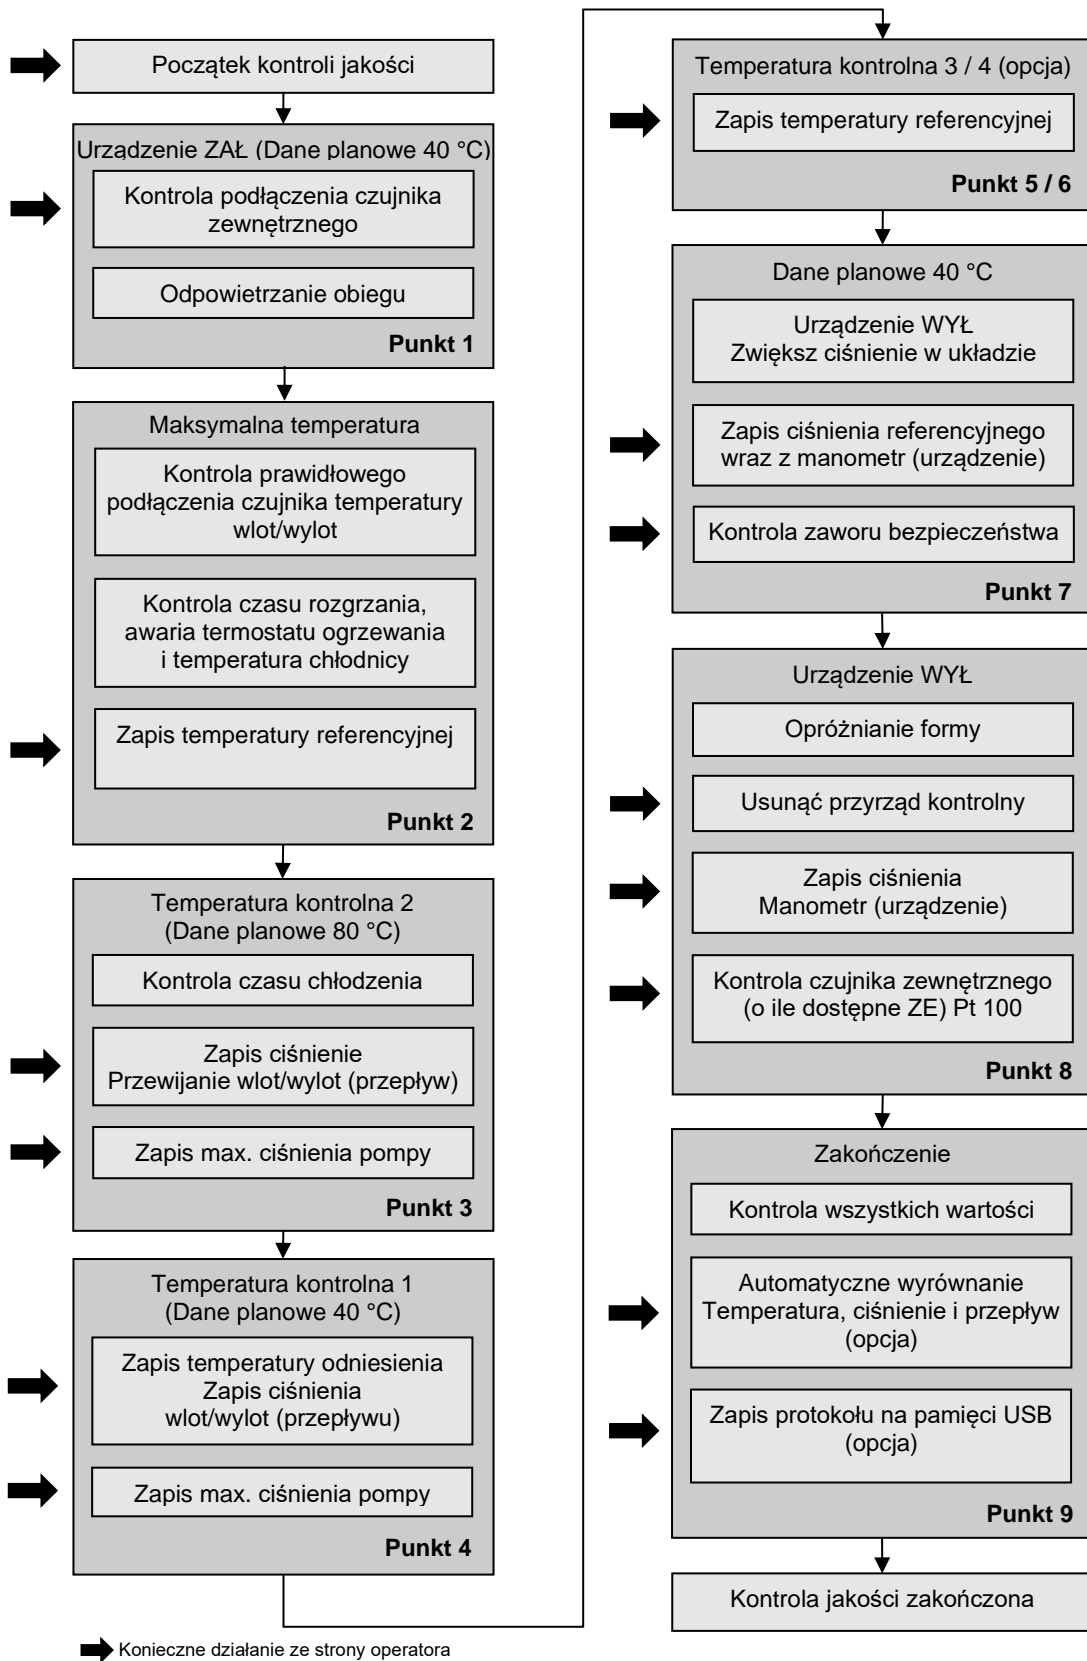 Początek kontroli jakości
Urządzenie ZAŁ (Dane planowe 40 °C)
Kontrola podłączenia czujnika
zewnętrznego
Odpowietrzanie obiegu
Punkt 1
Maksymalna temperatura
Kontrola prawidłowego
podłączenia czujnika temperatury
wlot/wylot
Kontrola czasu rozgrzania,
awaria termostatu ogrzewania
i temperatura chłodnicy
Zapis temperatury referencyjnej
Punkt 2
Temperatura kontrolna 2
(Dane planowe 80 °C)
Kontrola czasu chłodzenia
Zapis ciśnienie
Przewijanie wlot/wylot (przepływ)
Zapis max. ciśnienia pompy
Punkt 3
Temperatura kontrolna 1
(Dane planowe 40 °C)
Zapis temperatury odniesienia
Zapis ciśnienia
wlot/wylot (przepływu)
Zapis max. ciśnienia pompy
Punkt 4
Temperatura kontrolna 3 / 4 (opcja)
Zapis temperatury referencyjnej
Punkt 5 / 6
Dane planowe 40 °C
Urządzenie WYŁ
Zwiększ ciśnienie w układzie
Zapis ciśnienia referencyjnego
wraz z manometr (urządzenie)
Kontrola zaworu bezpieczeństwa
Punkt 7
Urządzenie WYŁ
Opróżnianie formy
Usunąć przyrząd kontrolny
Zapis ciśnienia
Manometr (urządzenie)
Kontrola czujnika zewnętrznego
(o ile dostępne ZE) Pt 100
Punkt 8
Zakończenie
Kontrola wszystkich wartości
Automatyczne wyrównanie
Temperatura, ciśnienie i przepływ
(opcja)
Zapis protokołu na pamięci USB
(opcja)
Punkt 9
Kontrola jakości zakończona
Konieczne działanie ze strony operatora